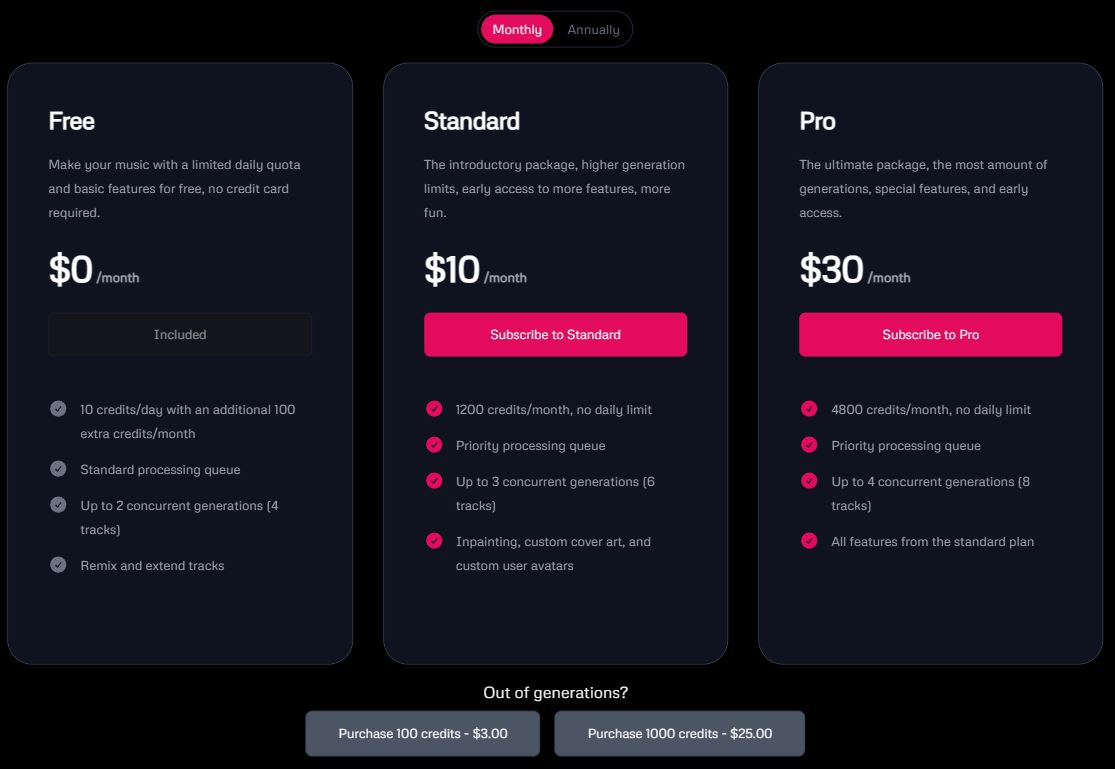 Monthly
Annually
Free
Make your music with a limited daily quota
and basic features for free, no credit card
required.
$0 /month
Included
10 credits/day with an additional 100
extra credits/month
Standard processing queue
Up to 2 concurrent generations (4
tracks)
Remix and extend tracks
Standard
The introductory package, higher generation
limits, early access to more features, more
fun.
$10 /month
Subscribe to Standard
1200 credits/month, no daily limit
Priority processing queue
Up to 3 concurrent generations (6
tracks)
Inpainting, custom cover art, and
custom user avatars
Pro
The ultimate package, the most amount of
generations, special features, and early
access.
$30 /month
Subscribe to Pro
4800 credits/month, no daily limit
Priority processing queue
Up to 4 concurrent generations (8
tracks)
All features from the standard plan
Out of generations?
Purchase 100 credits - $3.00
Purchase 1000 credits - $25.00